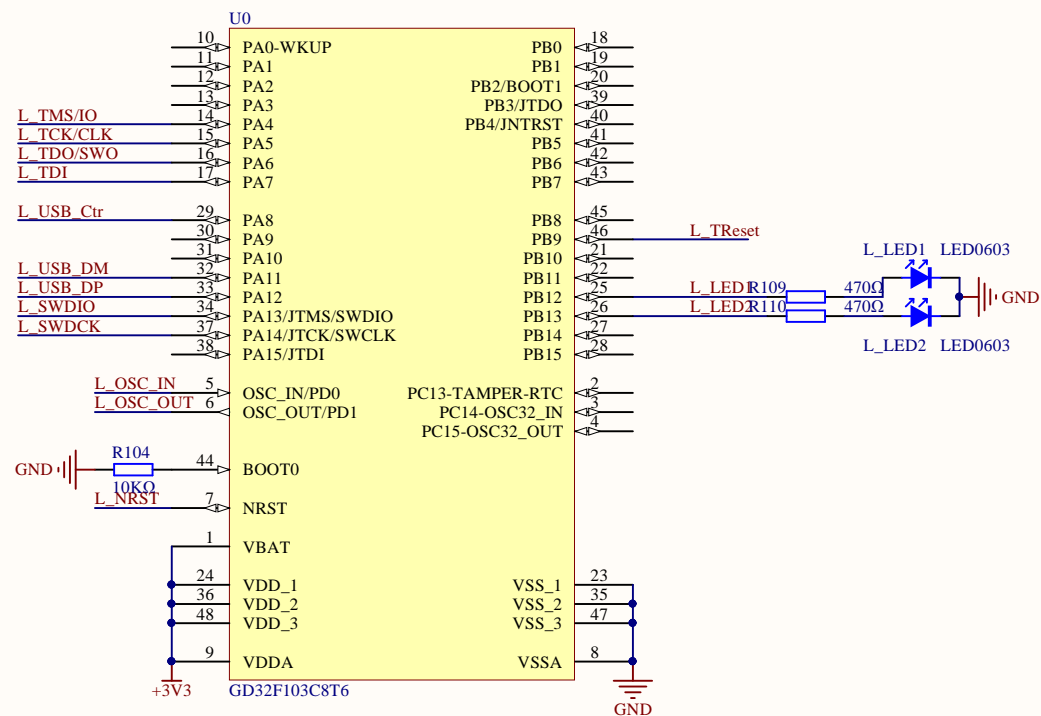 U0
10 PA0-WKUP PB0 18
11 PA1 PB1 19
12 PA2 PB2/BOOT1 20
13 PA3 PB3/JTDO 39
L_TMS/IO 14 PA4 PB4/JNTRST 40
L_TCK/CLK 15 PA5 PB5 41
L_TDO/SWO 16 PA6 PB6 42
L_TDI 17 PA7 PB7 43
L_USB_Ctr 29 PA8 PB8 45
30 PA9 PB9 46 L_TReset
31 PA10 PB10 21
L_LED1 LED0603
L_USB_DM 32 PA11 PB11 22
L_USB_DP 33 PA12 PB12 25 L_LED1 R109 470Ω GND
L_SWDIO 34 PA13/JTMS/SWDIO PB13 26 L_LED2 R110 470Ω
L_SWDCK 37 PA14/JTCK/SWCLK PB14 27
L_LED2 LED0603
38 PA15/JTDI PB15 28
L_OSC_IN 5 OSC_IN/PD0 PC13-TAMPER-RTC 2
L_OSC_OUT 6 OSC_OUT/PD1 PC14-OSC32_IN 3
PC15-OSC32_OUT 4
R104
GND 44 BOOT0
10KΩ
L_NRST 7 NRST
1 VBAT
24 VDD_1 VSS_1 23
36 VDD_2 VSS_2 35
48 VDD_3 VSS_3 47
9 VDDA VSSA 8
+3V3 GD32F103C8T6
GND